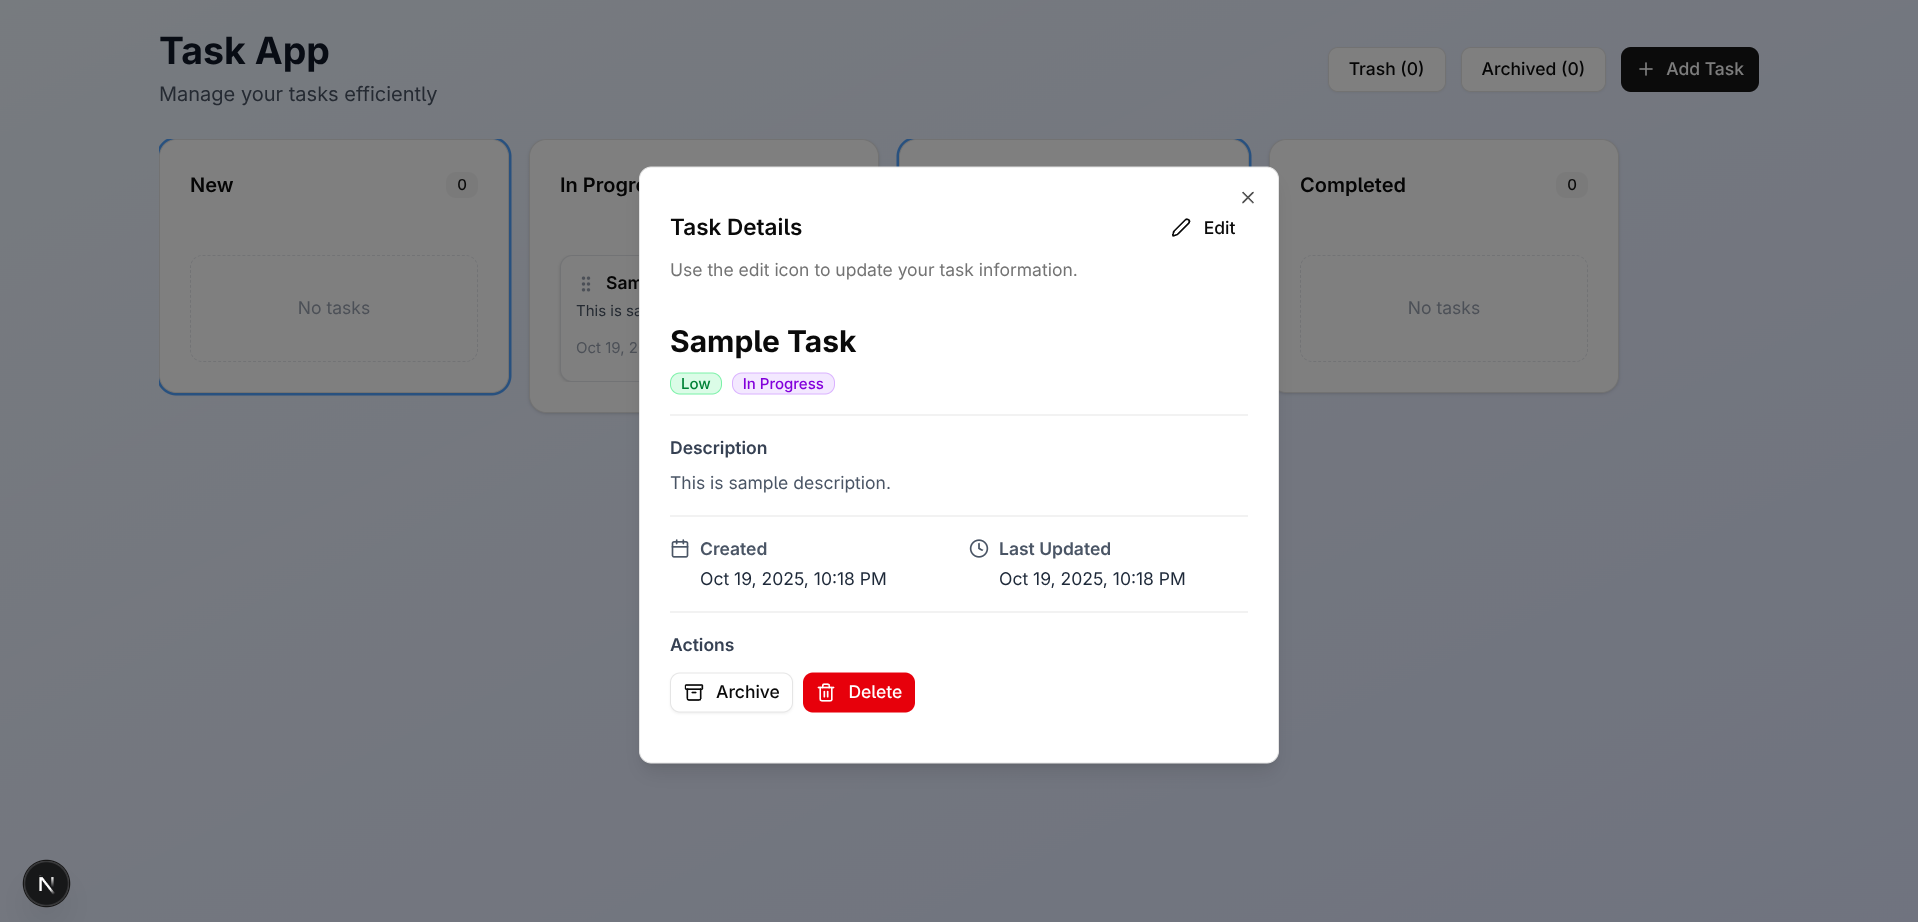 Task App
Manage your tasks efficiently
Trash (0)
Archived (0)
Add Task
New
0
In Progre
Sam
This is sa
Oct 19, 2
No tasks
Completed
0
No tasks
Task Details
Edit
Use the edit icon to update your task information.
Sample Task
Low
In Progress
Description
This is sample description.
Created
Oct 19, 2025, 10:18 PM
Last Updated
Oct 19, 2025, 10:18 PM
Actions
Archive
Delete
N